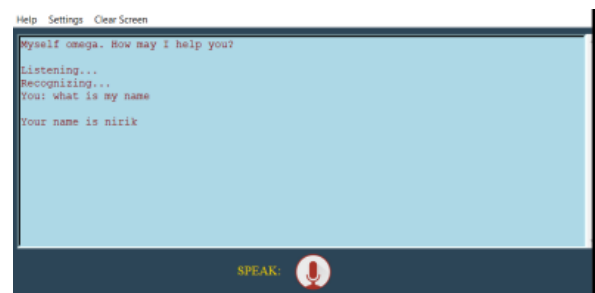 Help Settings Clear Screen
Myself omega. How may I help you?
Listening...
Recognizing...
You: what is my name
Your name is nirik
SPEAK: